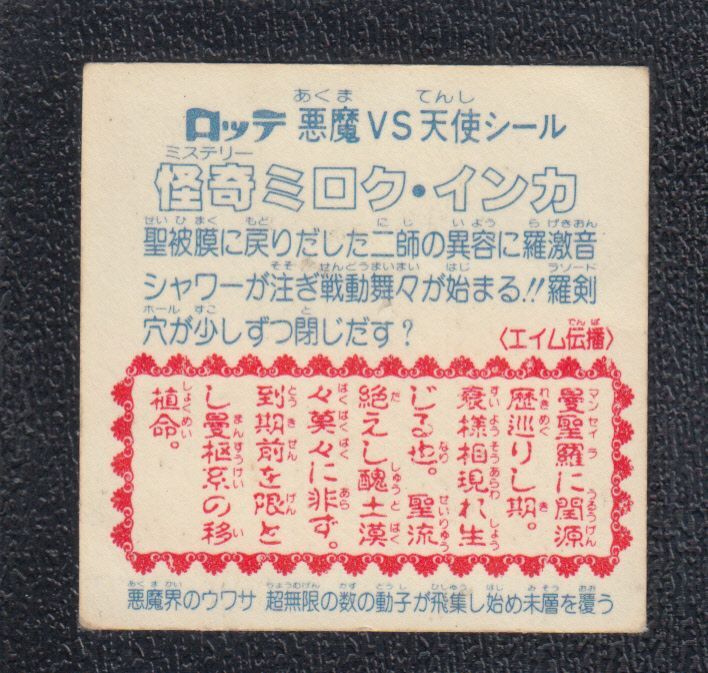 ロッテ 悪魔VS天使シール
怪奇ミロク・インカ
聖被膜に戻りだした二師の異容に羅激音
シャワーが注ぎ戦動舞々が始まる!!羅剣
穴が少しずつ閉じだす?
〈エイム伝播〉
曼聖羅に閏源
歴巡りし期。
衰様相現れ生
じる也。聖流
絶えし醜土漠
々莫々に非ず。
到期前を限と
し曼枢系の移
植命。
悪魔界のウワサ 超無限の数の動子が飛集し始め末層を覆う